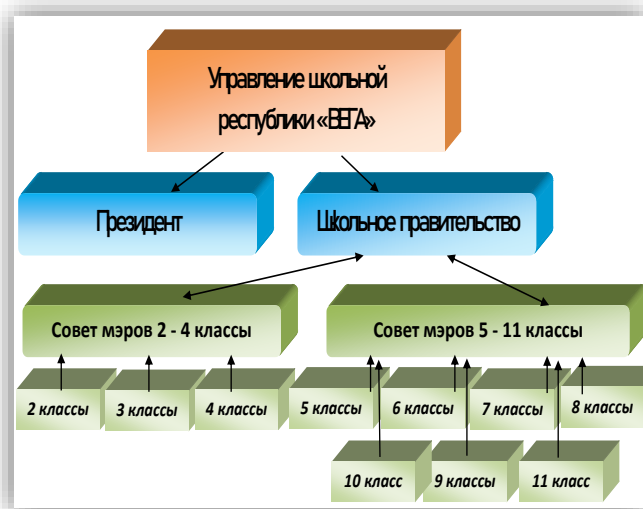 Управление школьной
республики «ВЕГА»
Президент
Школьное правительство
Совет мэров 2 - 4 классы
Совет мэров 5 - 11 классы
2 классы
3 классы
4 классы
5 классы
6 классы
7 классы
8 классы
10 класс
9 классы
11 класс